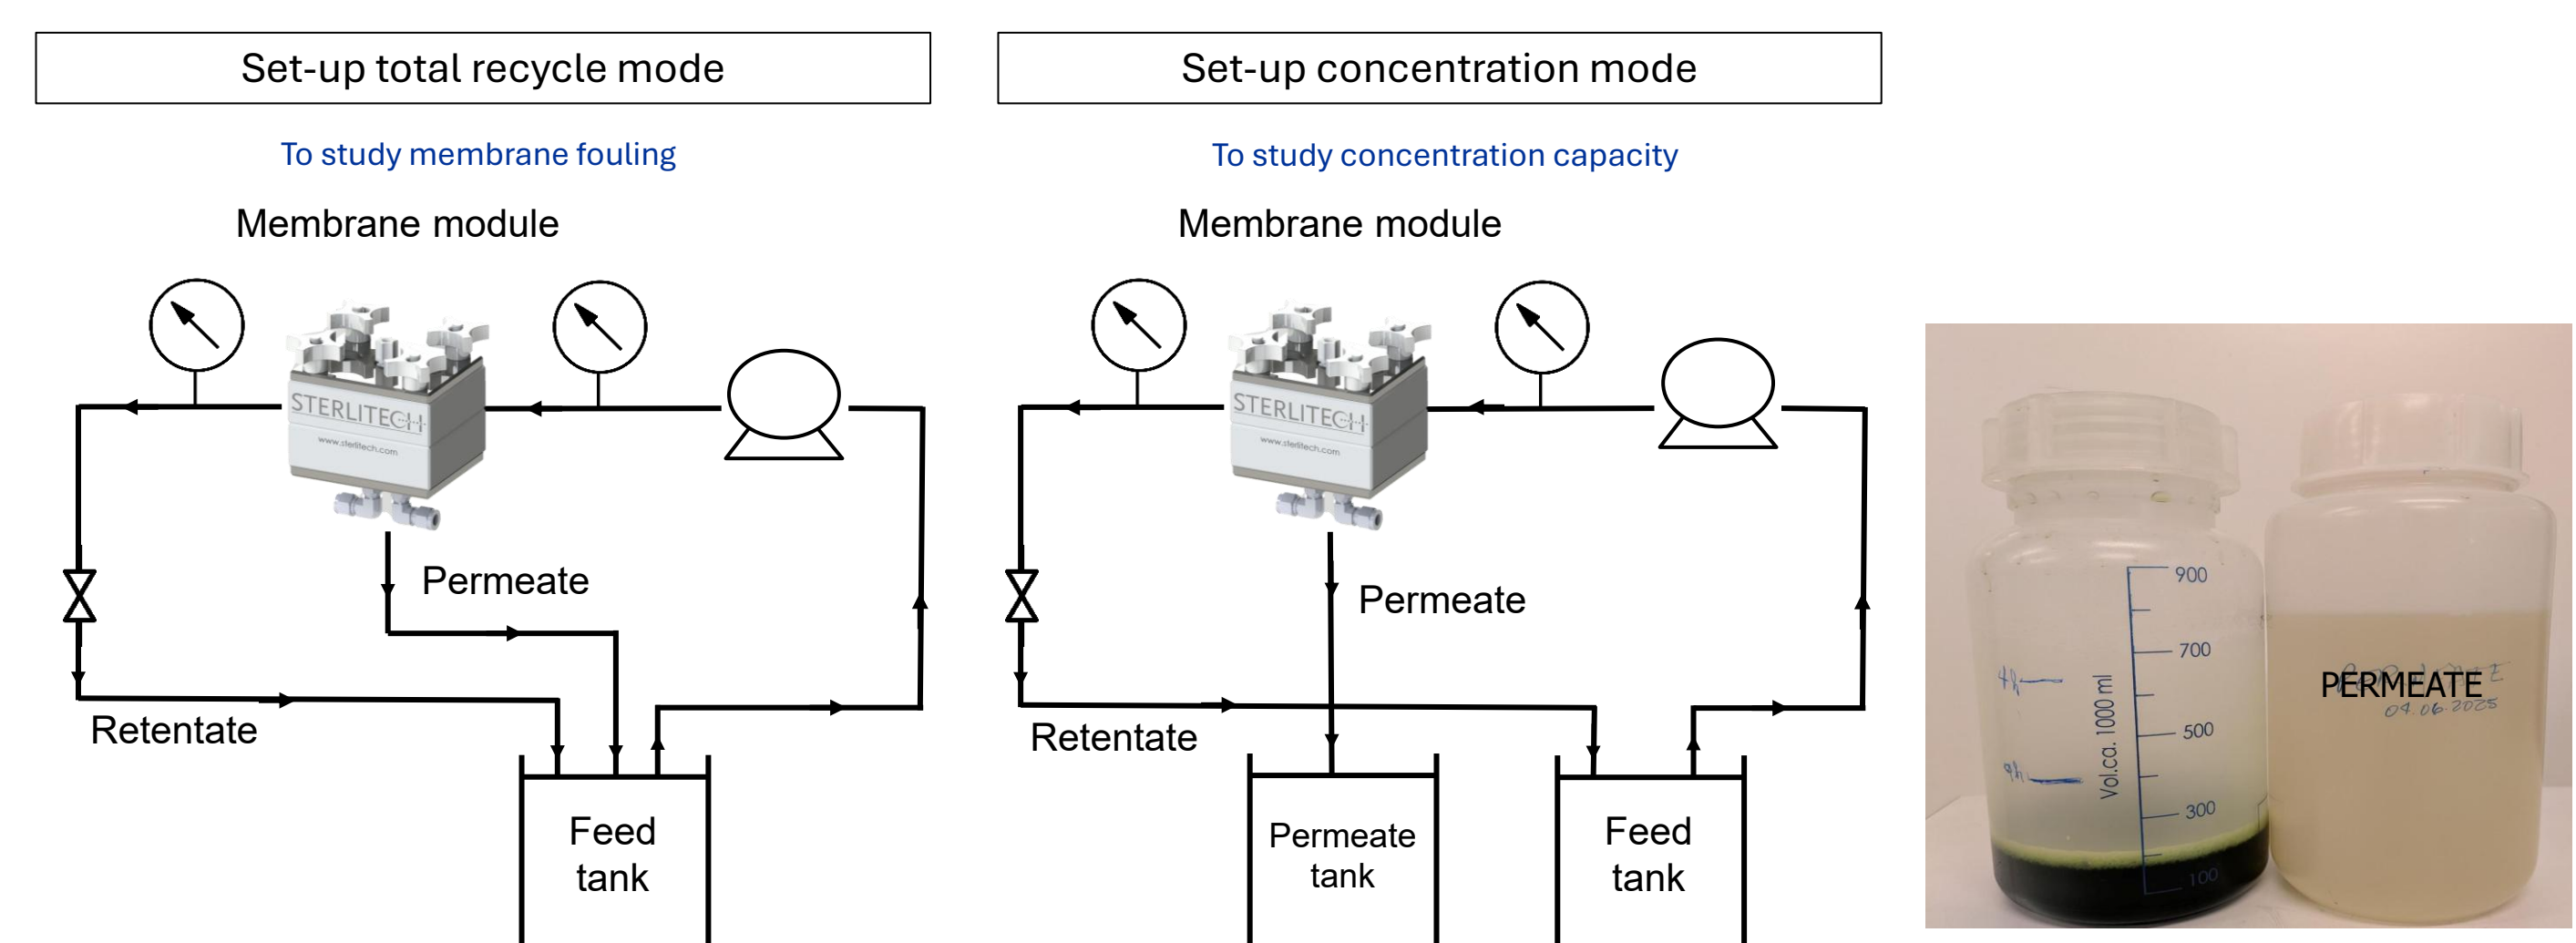 Set-up total recycle mode
To study membrane fouling
Membrane module
STERLITECH
www.sterlitech.com
Permeate
Retentate
Feed
tank
Set-up concentration mode
To study concentration capacity
Membrane module
STERLITECH
www.sterlitech.com
Permeate
Retentate
Permeate
tank
Feed
tank
900
700
500
300
100
Vol.ca. 1000 ml
4h
9h
PERMEATE
04.06.2025